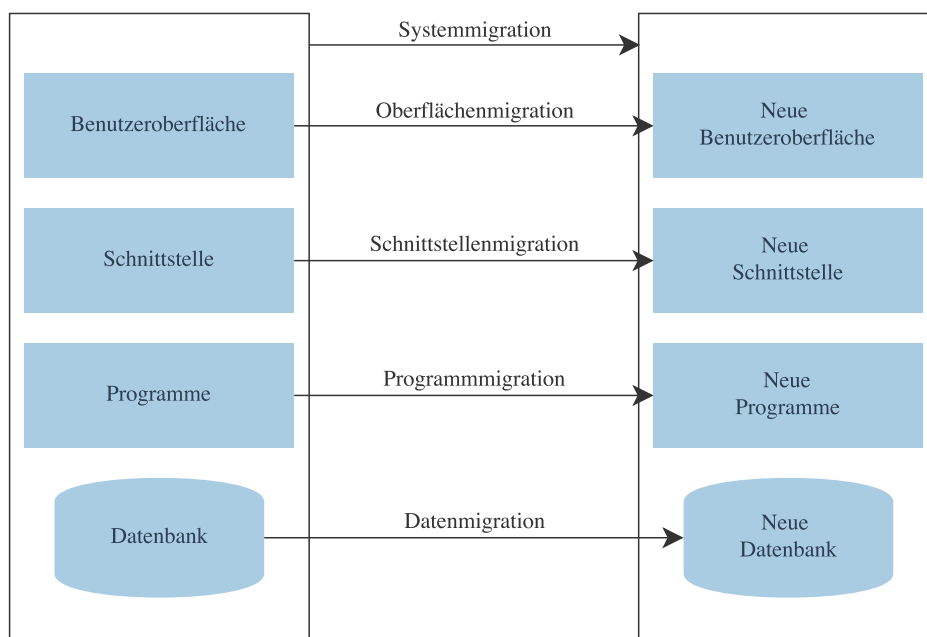 Systemmigration
Benutzeroberfläche
Oberflächenmigration
Neue
Benutzeroberfläche
Schnittstelle
Schnittstellenmigration
Neue
Schnittstelle
Programme
Programmmigration
Neue
Programme
Datenbank
Datenmigration
Neue
Datenbank